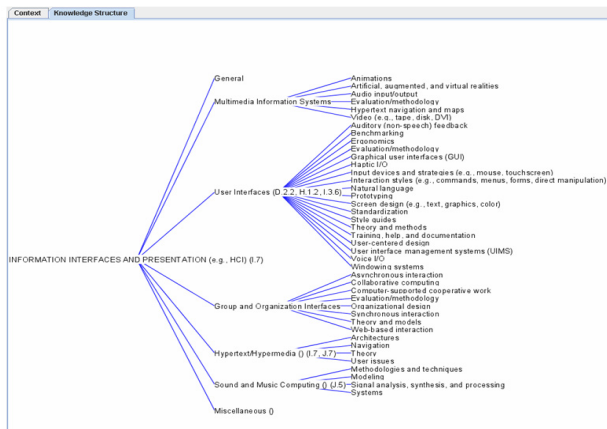 Context Knowledge Structure
General
Animations
Artificial, augmented, and virtual realities
Audio input/output
Multimedia Information Systems
Evaluation/methodology
Hypertext navigation and maps
Video (e.g., tape, disk, DVI)
Auditory (non-speech) feedback
Benchmarking
Ergonomics
Evaluation/methodology
Graphical user interfaces (GUI)
Haptic I/O
Input devices and strategies (e.g., mouse, touchscreen)
Interaction styles (e.g., commands, menus, forms, direct manipulation)
User Interfaces (D.2.2, H.1.2, I.3.6)
Natural language
Prototyping
Screen design (e.g., text, graphics, color)
Standardization
Style guides
Theory and methods
Training, help, and documentation
User-centered design
User interface management systems (UIMS)
Voice I/O
Windowing systems
INFORMATION INTERFACES AND PRESENTATION (e.g., HCI) (I.7)
Asynchronous interaction
Collaborative computing
Computer-supported cooperative work
Evaluation/methodology
Group and Organization Interfaces
Organizational design
Synchronous interaction
Theory and models
Web-based interaction
Architectures
Navigation
Hypertext/Hypermedia () (I.7, J.7)
Theory
User issues
Methodologies and techniques
Modeling
Sound and Music Computing () (J.5)
Signal analysis, synthesis, and processing
Systems
Miscellaneous ()